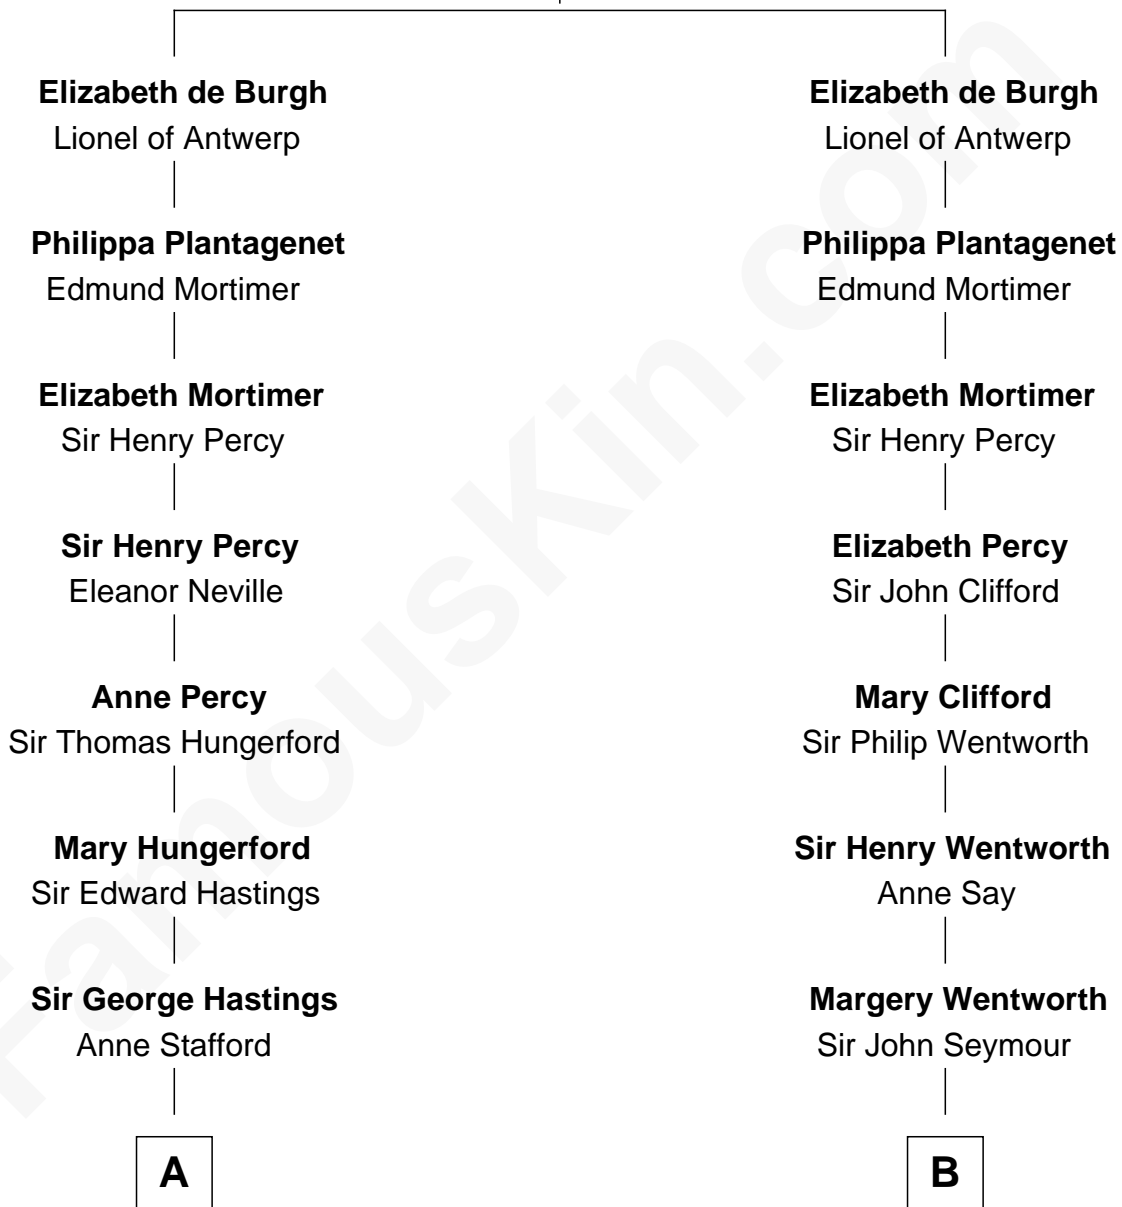 Elizabeth de Burgh
Lionel of Antwerp
Philippa Plantagenet
Edmund Mortimer
Elizabeth Mortimer
Sir Henry Percy
Sir Henry Percy
Eleanor Neville
Anne Percy
Sir Thomas Hungerford
Mary Hungerford
Sir Edward Hastings
Sir George Hastings
Anne Stafford
A
Elizabeth de Burgh
Lionel of Antwerp
Philippa Plantagenet
Edmund Mortimer
Elizabeth Mortimer
Sir Henry Percy
Elizabeth Percy
Sir John Clifford
Mary Clifford
Sir Philip Wentworth
Sir Henry Wentworth
Anne Say
Margery Wentworth
Sir John Seymour
B
FamousKin.com